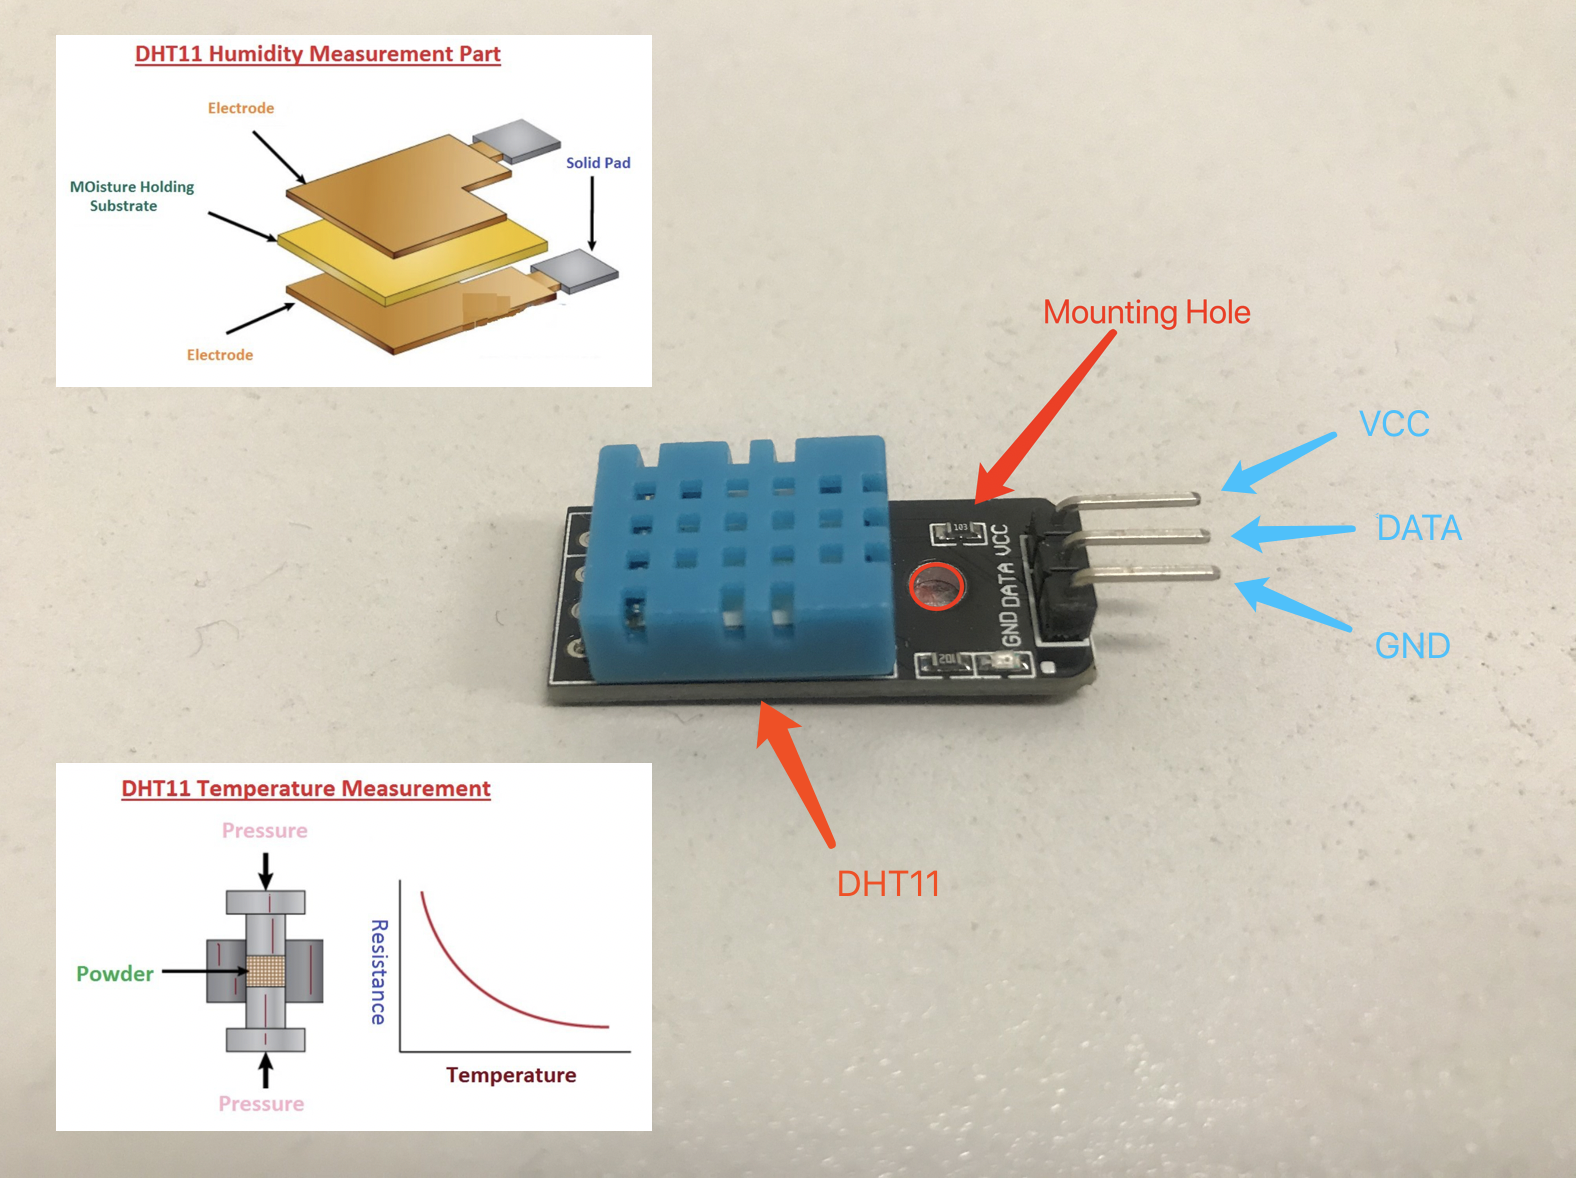 DHT11 Humidity Measurement Part
Electrode
Solid Pad
MOisture Holding
Substrate
Electrode
Mounting Hole
VCC
DATA
GND
103
GND DATA VCC
201
DHT11
DHT11 Temperature Measurement
Pressure
Powder
Resistance
Temperature
Pressure